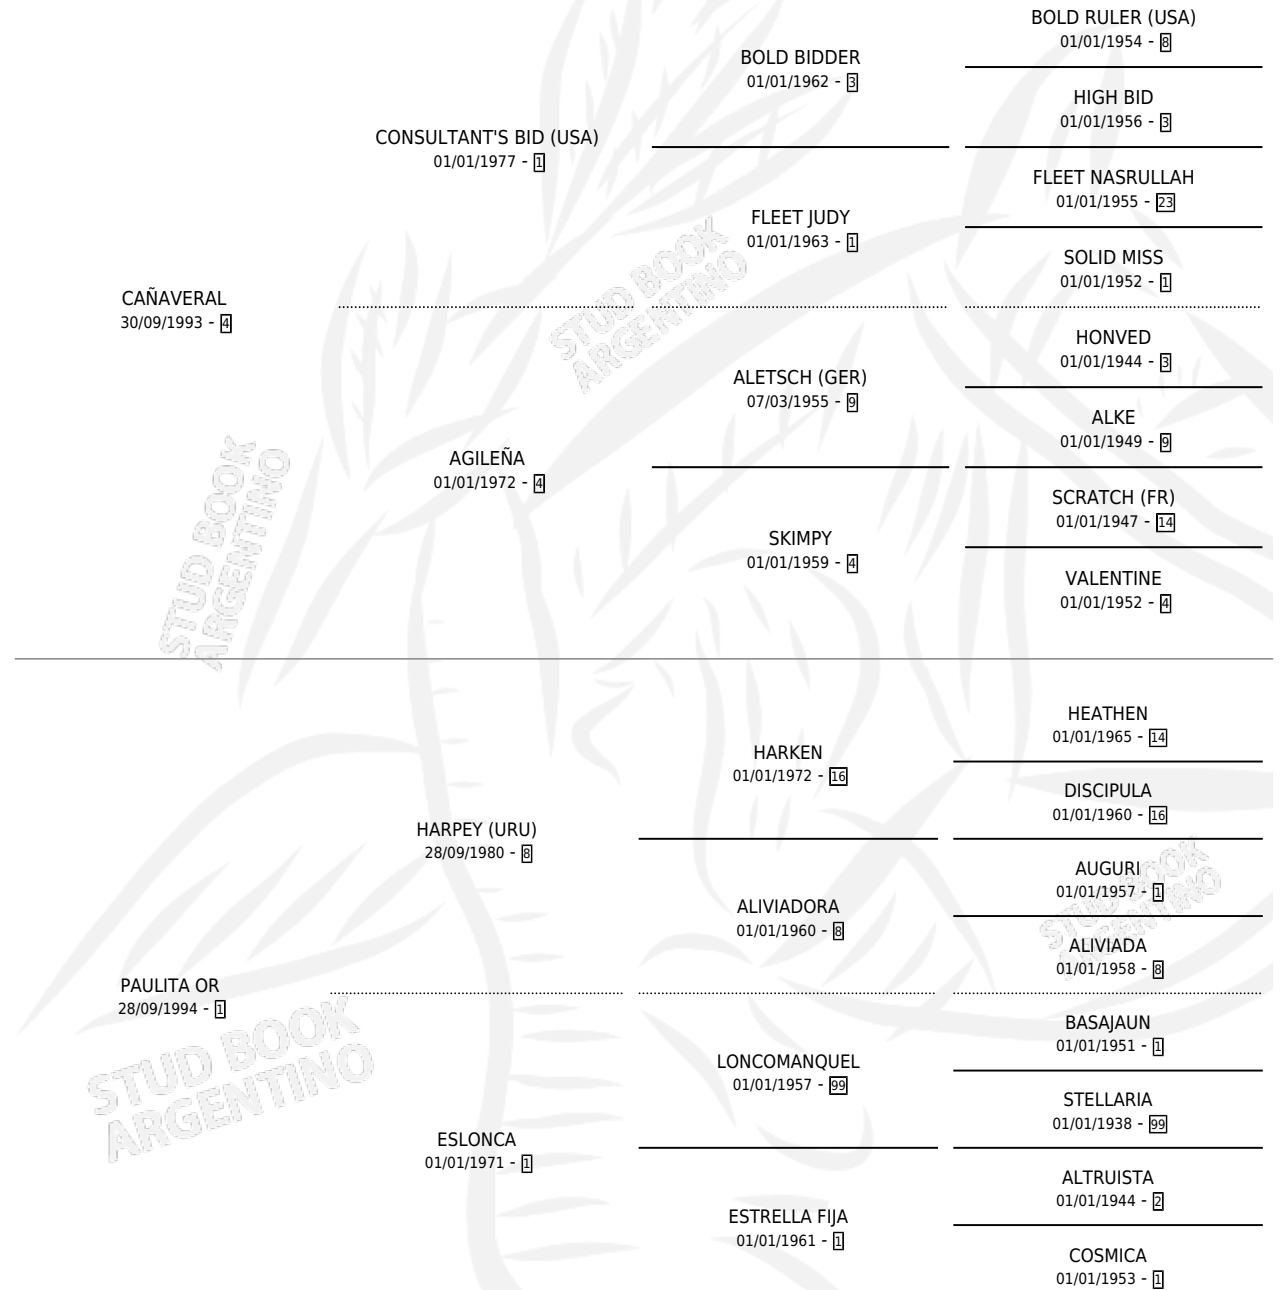 BOLD RULER (USA)
01/01/1954 - 8
BOLD BIDDER
01/01/1962 - 3
HIGH BID
01/01/1956 - 3
CONSULTANT'S BID (USA)
01/01/1977 - 1
FLEET NASRULLAH
01/01/1955 - 23
FLEET JUDY
01/01/1963 - 1
SOLID MISS
01/01/1952 - 1
CAÑAVERAL
30/09/1993 - 4
HONVED
01/01/1944 - 3
ALETSCH (GER)
07/03/1955 - 9
ALKE
01/01/1949 - 9
AGILEÑA
01/01/1972 - 4
SCRATCH (FR)
01/01/1947 - 14
SKIMPY
01/01/1959 - 4
VALENTINE
01/01/1952 - 4
HEATHEN
01/01/1965 - 14
HARKEN
01/01/1972 - 16
DISCIPULA
01/01/1960 - 16
HARPEY (URU)
28/09/1980 - 8
AUGURI
01/01/1957 - 1
ALIVIADORA
01/01/1960 - 8
ALIVIADA
01/01/1958 - 8
PAULITA OR
28/09/1994 - 1
BASAJAUN
01/01/1951 - 1
LONCOMANQUEL
01/01/1957 - 99
STELLARIA
01/01/1938 - 99
ESLONCA
01/01/1971 - 1
ALTRUISTA
01/01/1944 - 2
ESTRELLA FIJA
01/01/1961 - 1
COSMICA
01/01/1953 - 1
STUD BOOK
ARGENTINO
STUD BOOK
ARGENTINO
STUD BOOK
ARGENTINO
STUD BOOK
ARGENTINO